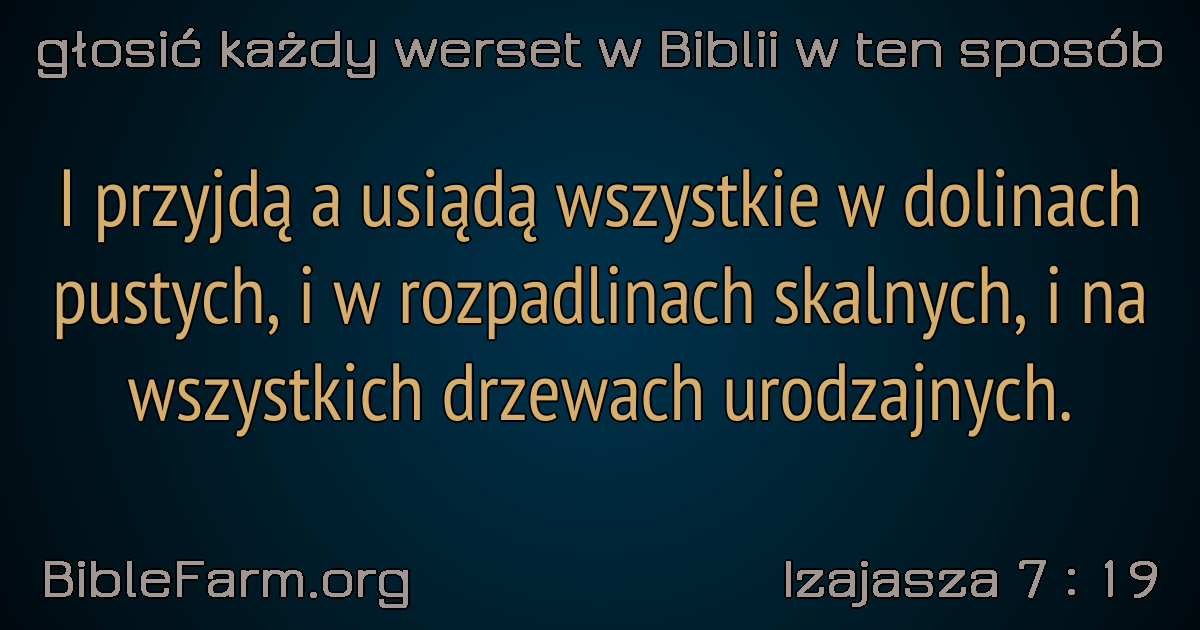 głosić każdy werset w Biblii w ten sposób
I przyjdą a usiądą wszystkie w dolinach
pustych, i w rozpadlinach skalnych, i na
wszystkich drzewach urodzajnych.
BibleFarm.org
Izajasza 7 : 19